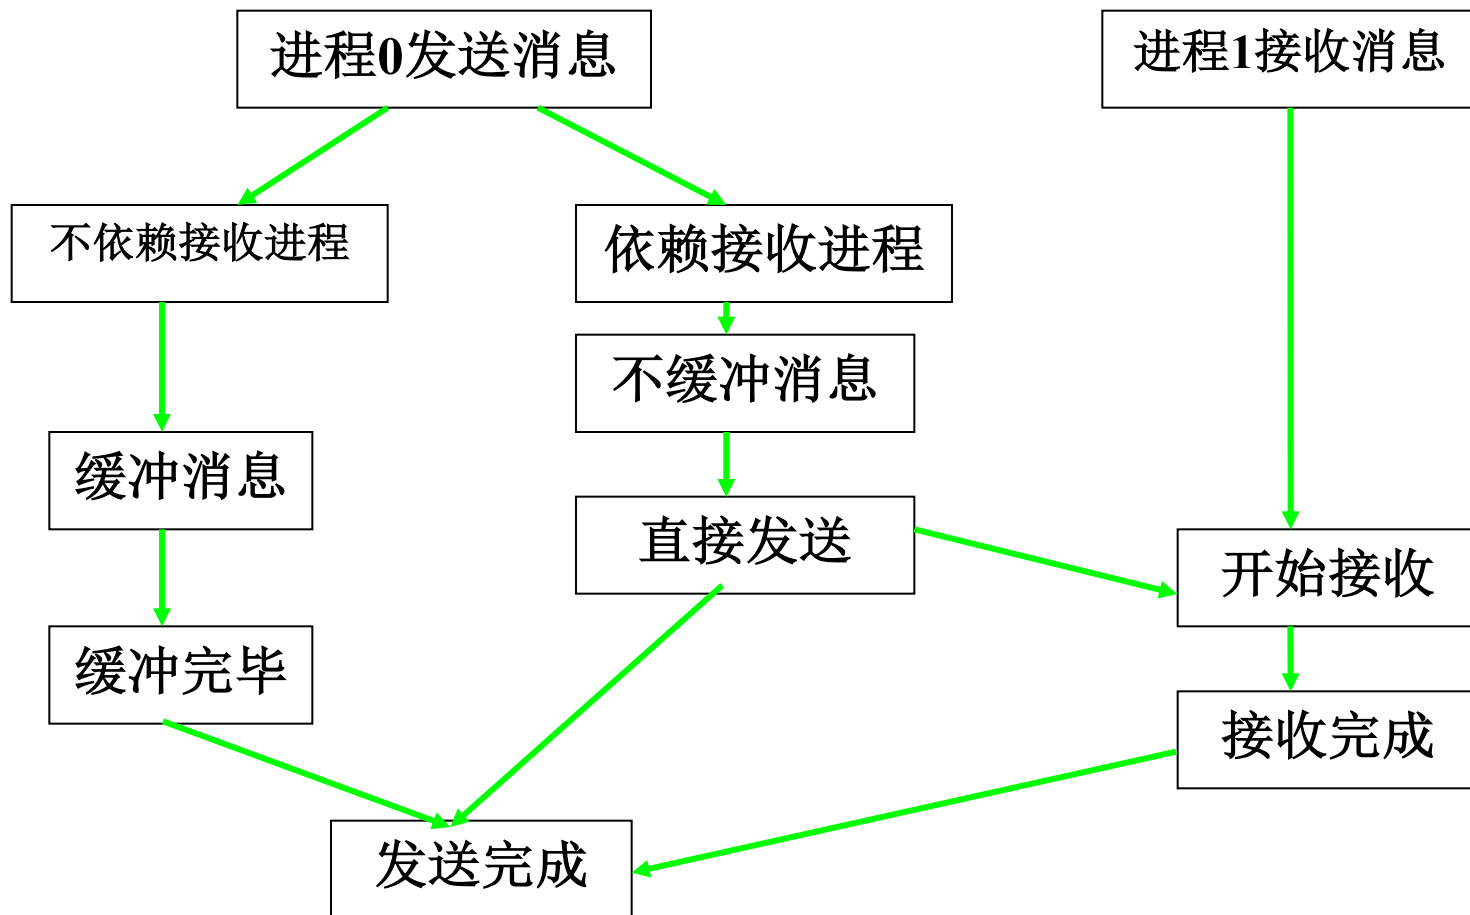 进程0发送消息
进程1接收消息
不依赖接收进程
依赖接收进程
不缓冲消息
缓冲消息
直接发送
开始接收
缓冲完毕
接收完成
发送完成